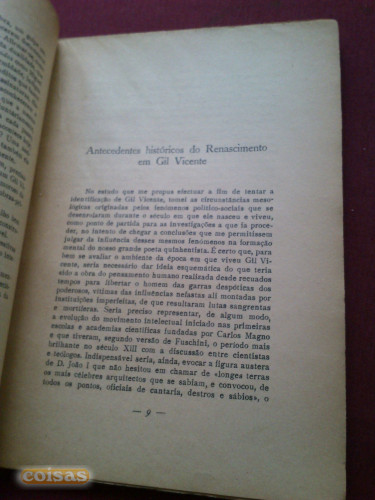 Antecedentes históricos do Renascimento
em Gil Vicente
No estudo que me propus efectuar a fim de tentar a
identificação de Gil Vicente, tomei as circunstâncias meso-
lógicas originadas pelos fenómenos político-sociais que se
desenrolaram durante o século em que ele nasceu e viveu,
como ponto de partida para as investigações a que ia proce-
der, no intento de chegar a conclusões que me permitissem
julgar da influência desses mesmos fenómenos na formação
mental do nosso grande poeta quinhentista. É certo que, para
bem se avaliar o ambiente da época em que viveu Gil Vi-
cente, seria necessário dar ideia esquemática do que teria
sido a obra do pensamento humano realizada desde recuados
tempos para libertar o homem das garras despóticas dos
poderosos, vítimas das influências nefastas ali montadas por
instituições imperfeitas, de que resultaram lutas sangrentas
e mortíferas. Seria preciso representar, de algum modo,
a evolução do movimento intelectual iniciado nas primeiras
escolas e academias científicas fundadas por Carlos Magno
e que tiveram, segundo versão de Fuschini, o período mais
brilhante no século XIII com a discussão entre cientistas
e teólogos. Indispensável seria, ainda, evocar a figura austera
de D. João I que não hesitou em chamar de «longes terras
os mais célebres arquitectos que se sabiam, e convocou, de
todos os pontos, oficiais de cantaria, destros e sábios», o
— 9 —
coisas